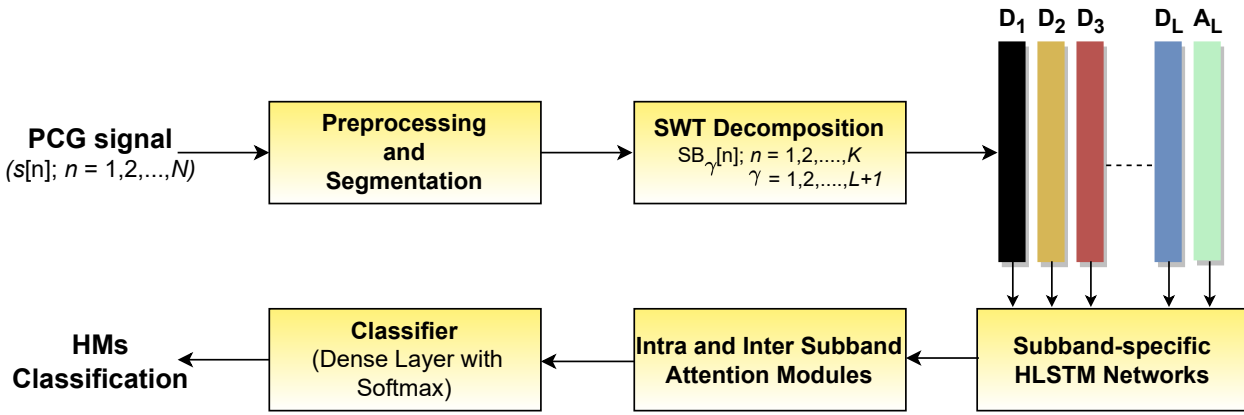 D1 D2 D3 DL AL
PCG signal
(s[n]; n = 1,2,...,N)
Preprocessing
and
Segmentation
SWT Decomposition
SBγ[n]; n = 1,2,....,K
γ = 1,2,....,L+1
HMs
Classification
Classifier
(Dense Layer with
Softmax)
Intra and Inter Subband
Attention Modules
Subband-specific
HLSTM Networks